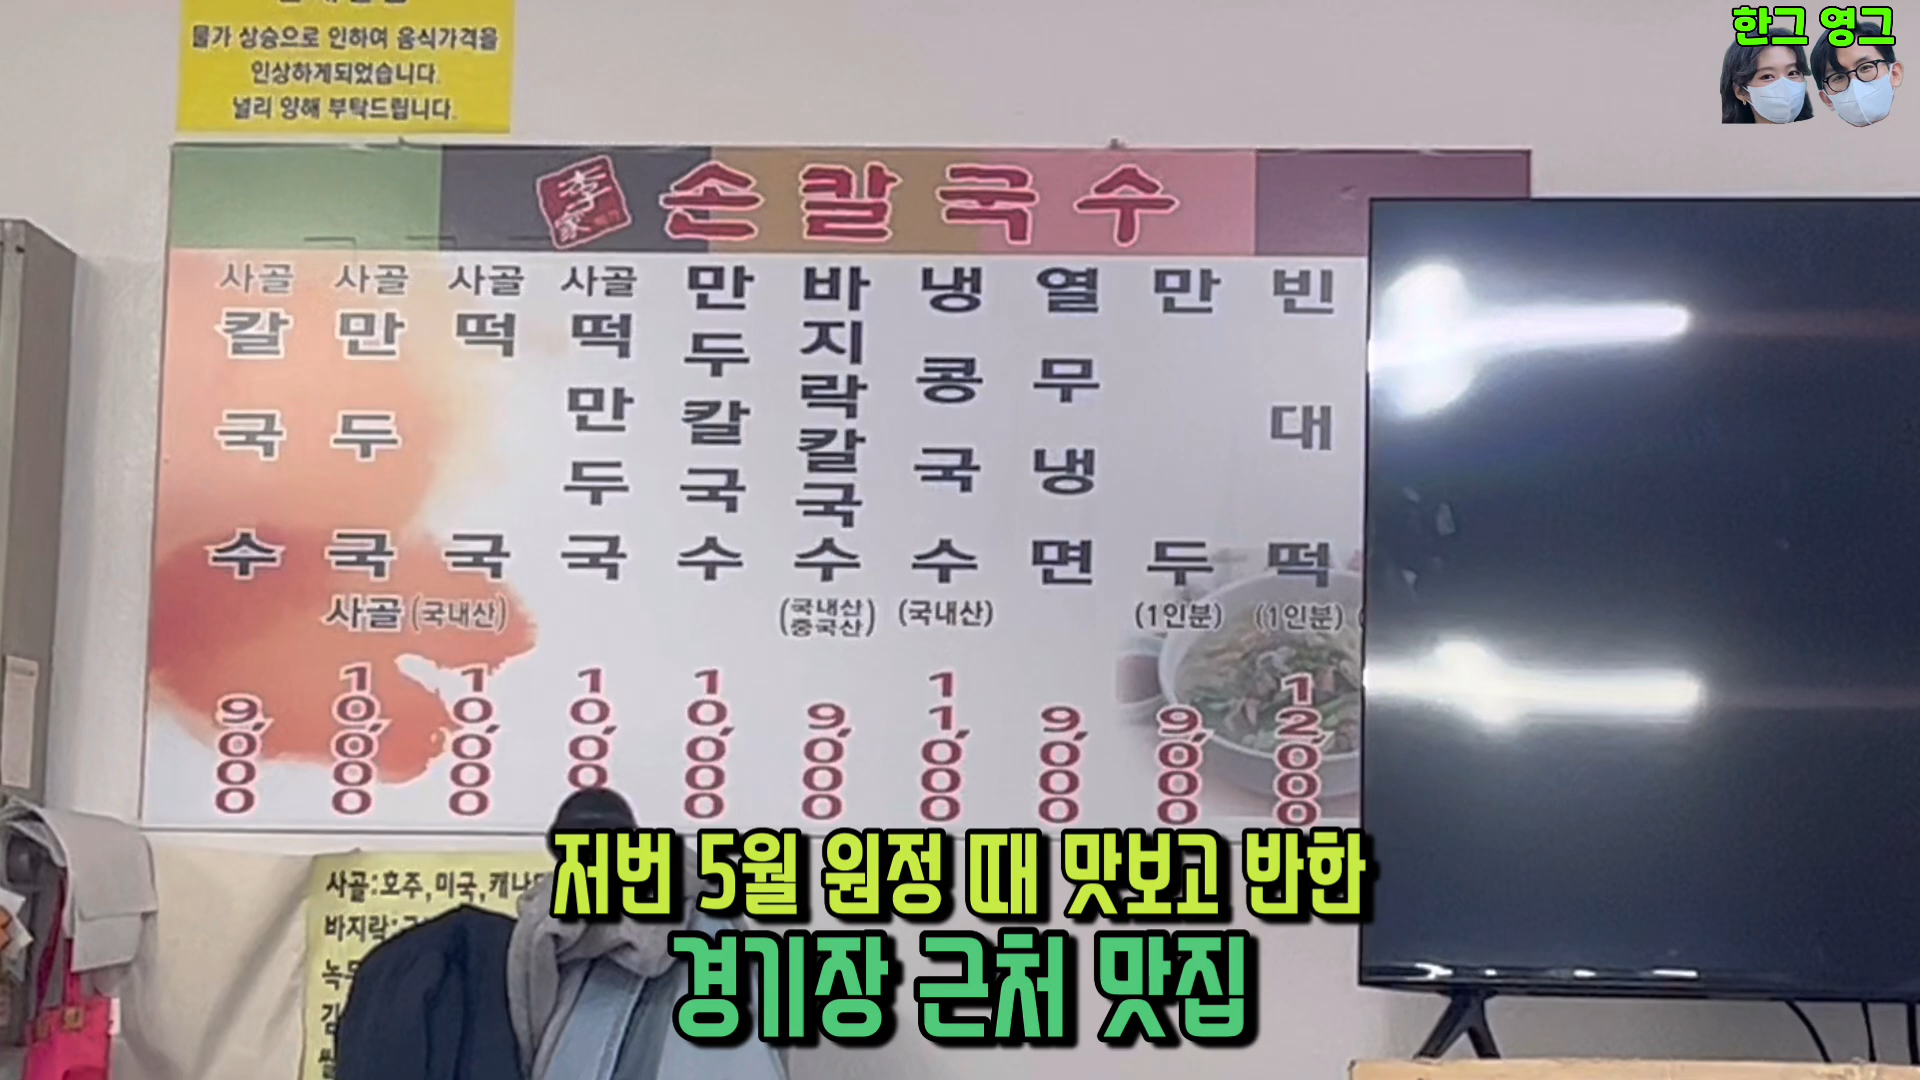 물가 상승으로 인하여 음식가격을
인상하게되었습니다.
널리 양해 부탁드립니다.
한그 영그
李家 손칼국수
사골칼국수 9,000
사골만두국 10,000
사골떡국 10,000
사골떡만두국 10,00
만두칼국수 10,000
바지락칼국수 (국내산 중국산) 9,000
냉콩국수 (국내산) 11,000
열무냉면 9,000
만두 (1인분) 9,000
빈대떡 (1인분) 12,000
사골 (국내산)
사골:호주,미국,캐나다
바지락:
저번 5월 원정 때 맛보고 반한
경기장 근처 맛집